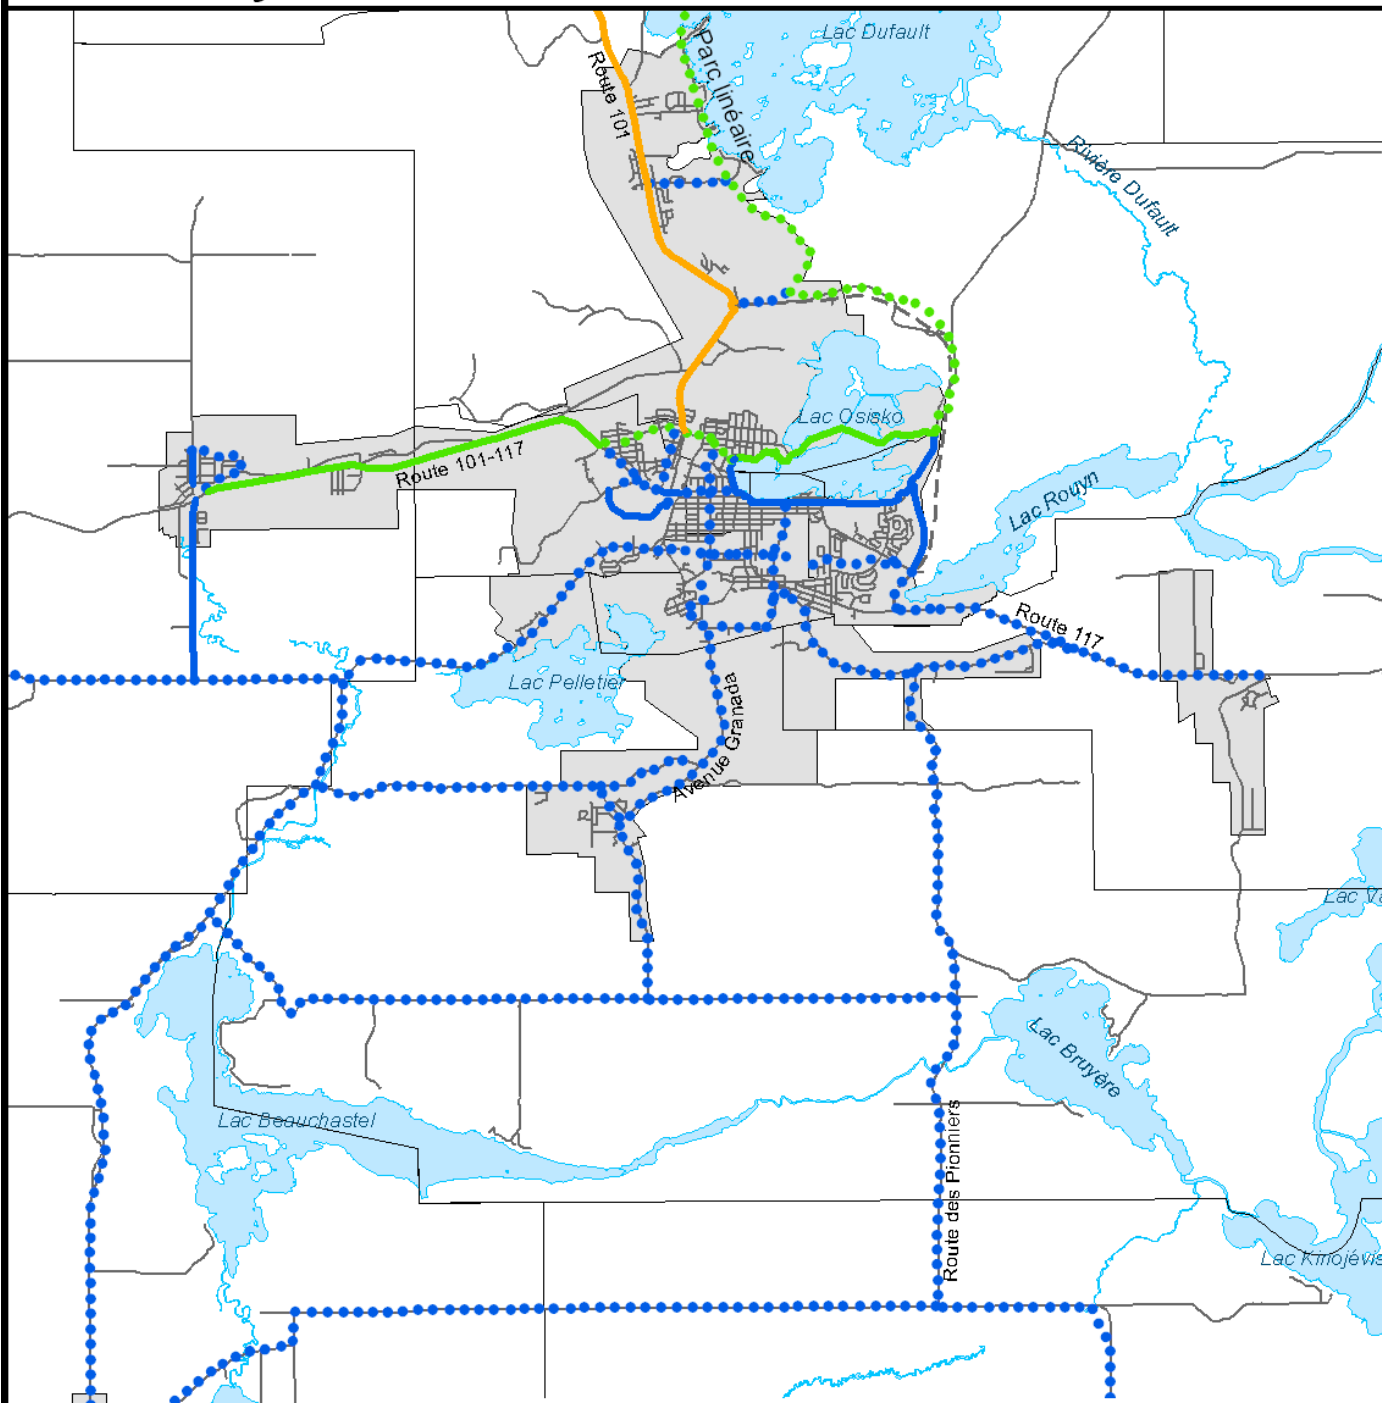 Lac Dufault
Parc linéaire
Route 101
Rivière Dufault
Lac Osisko
Route 101-117
Lac Rouyn
Route 117
Lac Pelletier
Avenue Granada
Lac
Lac Bruyère
Lac Beauchastel
Route des Pionniers
Lac Kinojévis